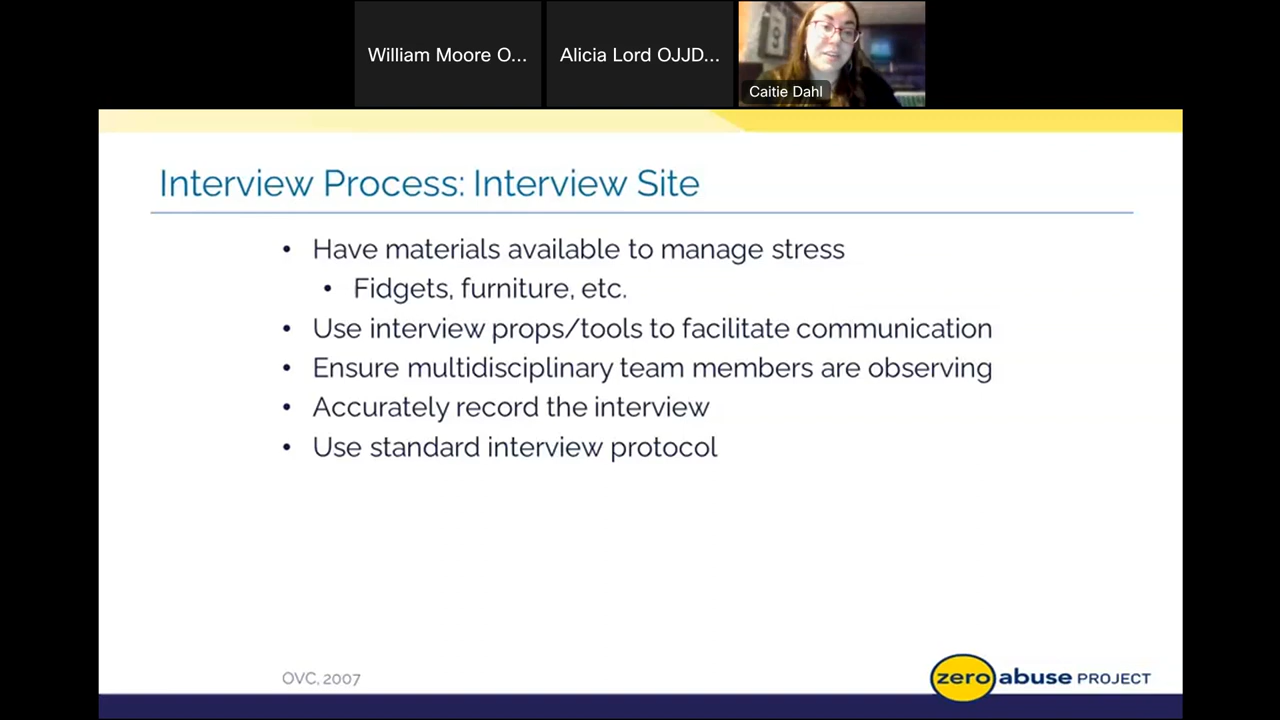 William Moore O...
Alicia Lord OJJD...
Caitie Dahl
Interview Process: Interview Site
• Have materials available to manage stress
• Fidgets, furniture, etc.
• Use interview props/tools to facilitate communication
• Ensure multidisciplinary team members are observing
• Accurately record the interview
• Use standard interview protocol
OVC, 2007
zero abuse PROJECT